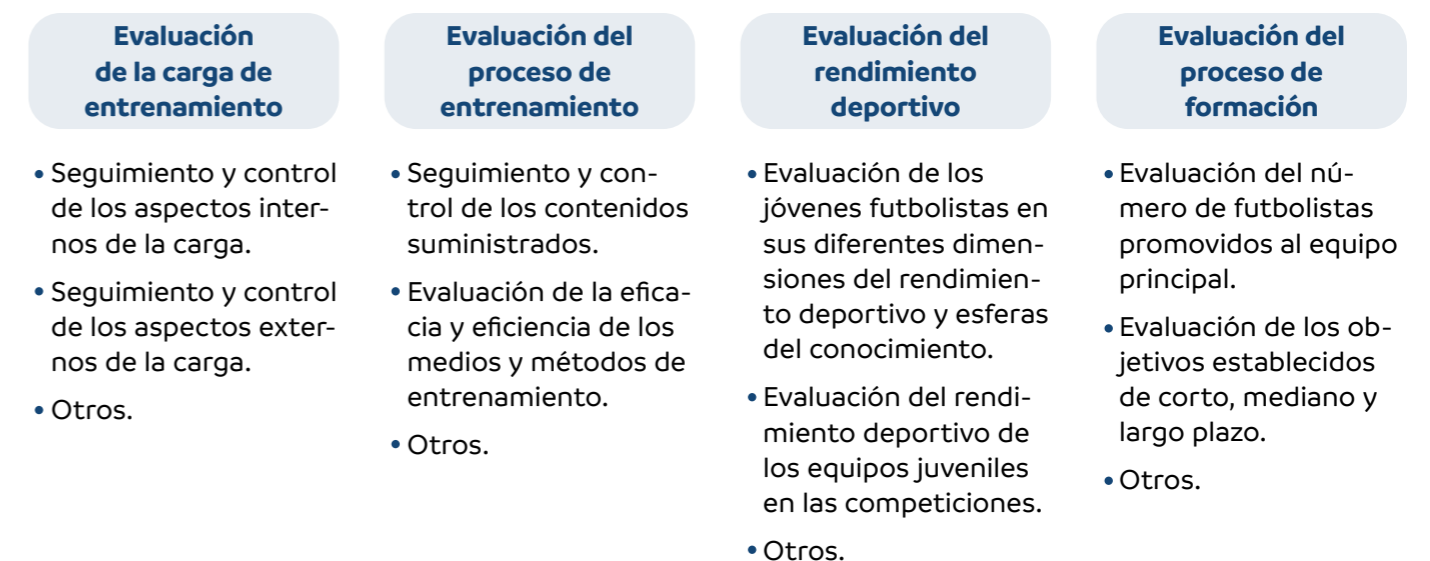 Evaluación
de la carga de
entrenamiento
• Seguimiento y control
de los aspectos inter-
nos de la carga.
• Seguimiento y control
de los aspectos exter-
nos de la carga.
• Otros.
Evaluación del
proceso de
entrenamiento
• Seguimiento y con-
trol de los contenidos
suministrados.
• Evaluación de la efica-
cia y eficiencia de los
medios y métodos de
entrenamiento.
• Otros.
Evaluación del
rendimiento
deportivo
• Evaluación de los
jóvenes futbolistas en
sus diferentes dimen-
siones del rendimien-
to deportivo y esferas
del conocimiento.
• Evaluación del rendi-
miento deportivo de
los equipos juveniles
en las competiciones.
• Otros.
Evaluación del
proceso de
formación
• Evaluación del nú-
mero de futbolistas
promovidos al equipo
principal.
• Evaluación de los ob-
jetivos establecidos
de corto, mediano y
largo plazo.
• Otros.